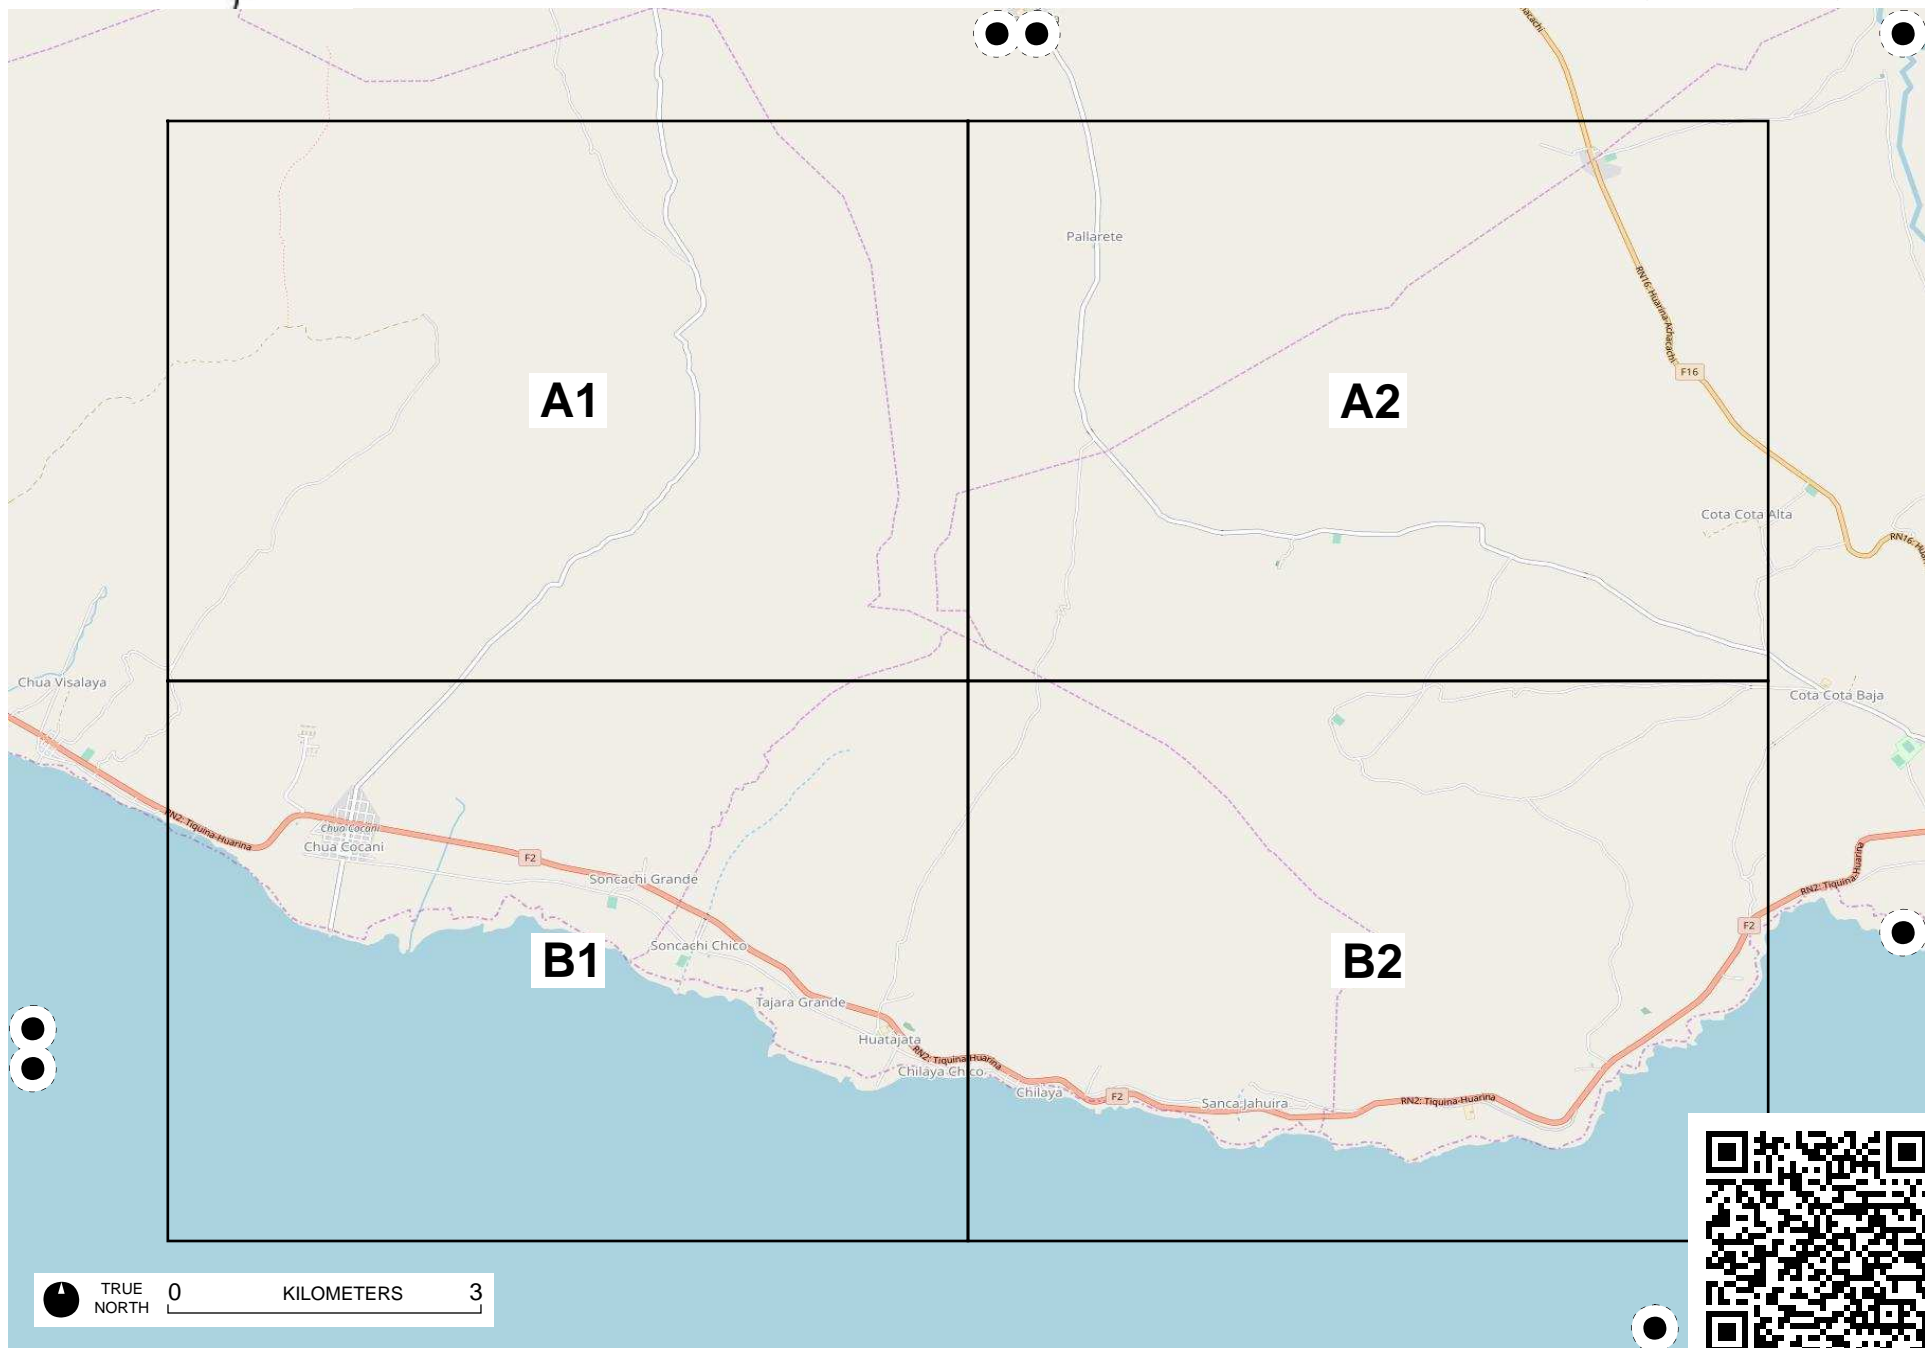 Pallarete
RN16: Huarina-Achacachi
A1
A2
F16
Cota Cota Alta
Chua Visalaya
Cota Cota Baja
RN2: Tiquina-Huarina
Chua Cocani
Chua Cocani
F2
Soncachi Grande
RN2: Tiquina-Huarina
F2
Soncachi Chico
B1
B2
Tajara Grande
Huatajata
RN2: Tiquina-Huarina
Chilaya Chico
Chilaya
F2
Sanca Jahuira
RN2: Tiquina-Huarina
TRUE
NORTH
0 KILOMETERS 3